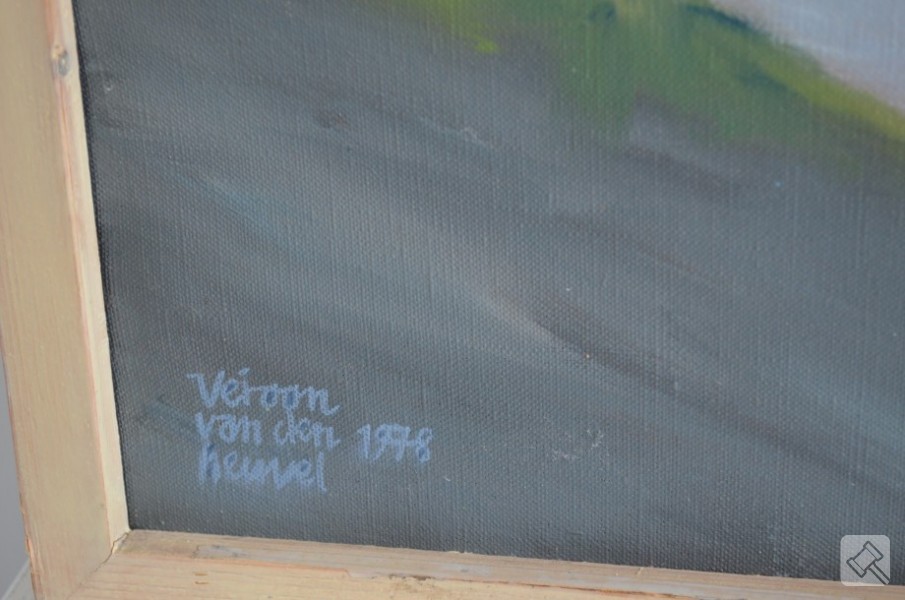 Veroon
van den 1978
heuvel